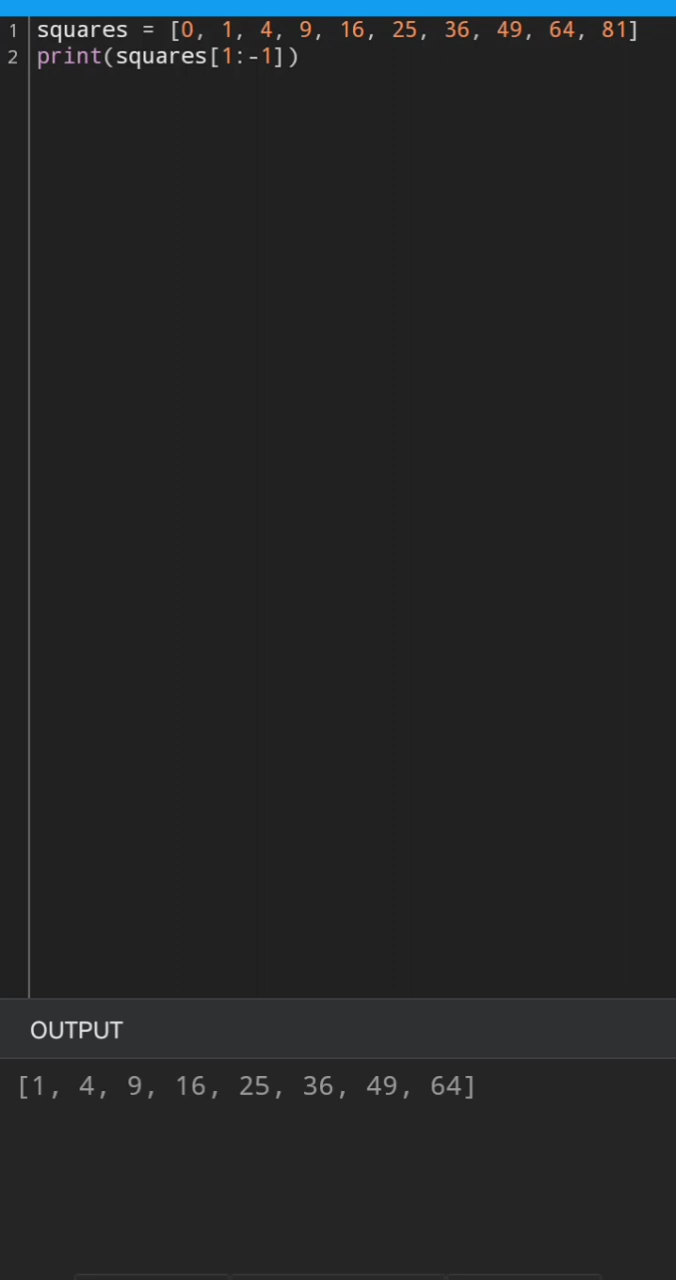 1 squares = [0, 1, 4, 9, 16, 25, 36, 49, 64, 81]
2 print(squares[1:-1])
OUTPUT
[1, 4, 9, 16, 25, 36, 49, 64]